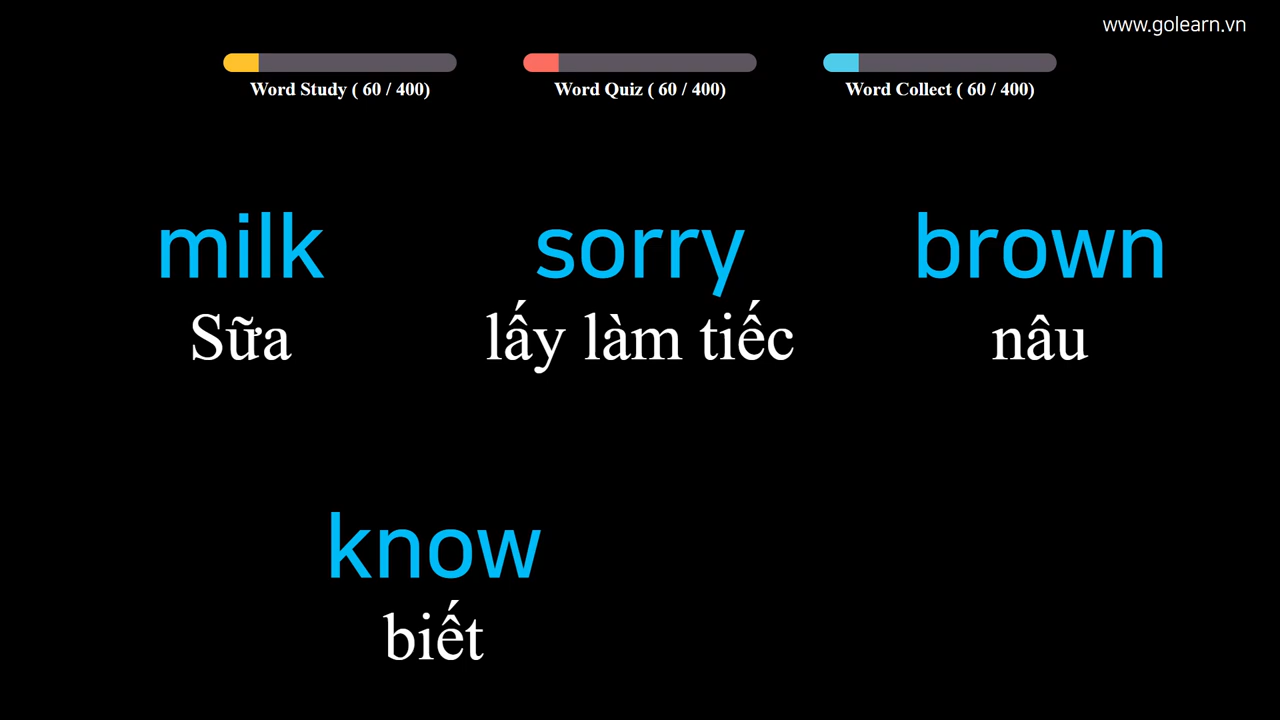 www.golearn.vn
Word Study ( 60 / 400)
Word Quiz ( 60 / 400)
Word Collect ( 60 / 400)
milk
Sữa
sorry
lấy làm tiếc
brown
nâu
know
biết